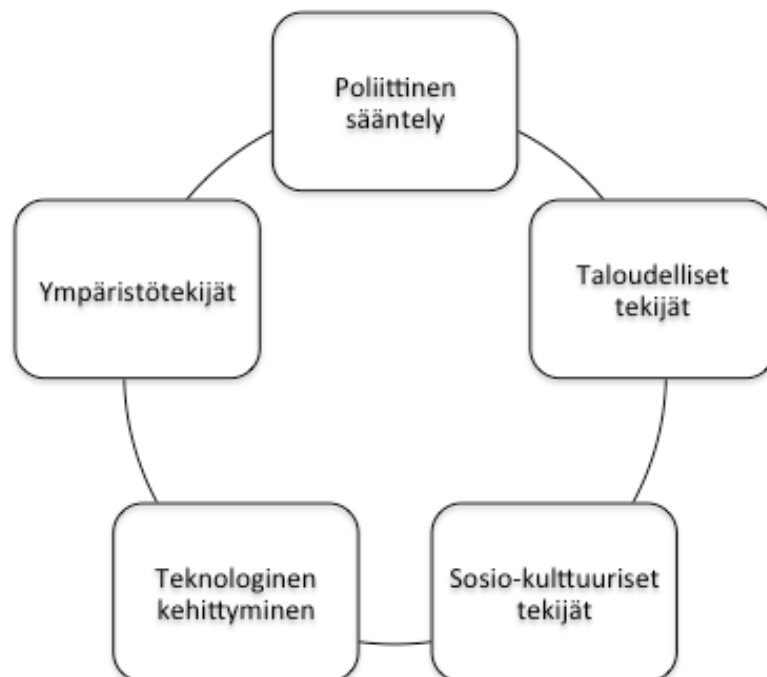 Poliittinen
sääntely
Taloudelliset
tekijät
Sosio-kulttuuriset
tekijät
Teknologinen
kehittyminen
Ympäristötekijät